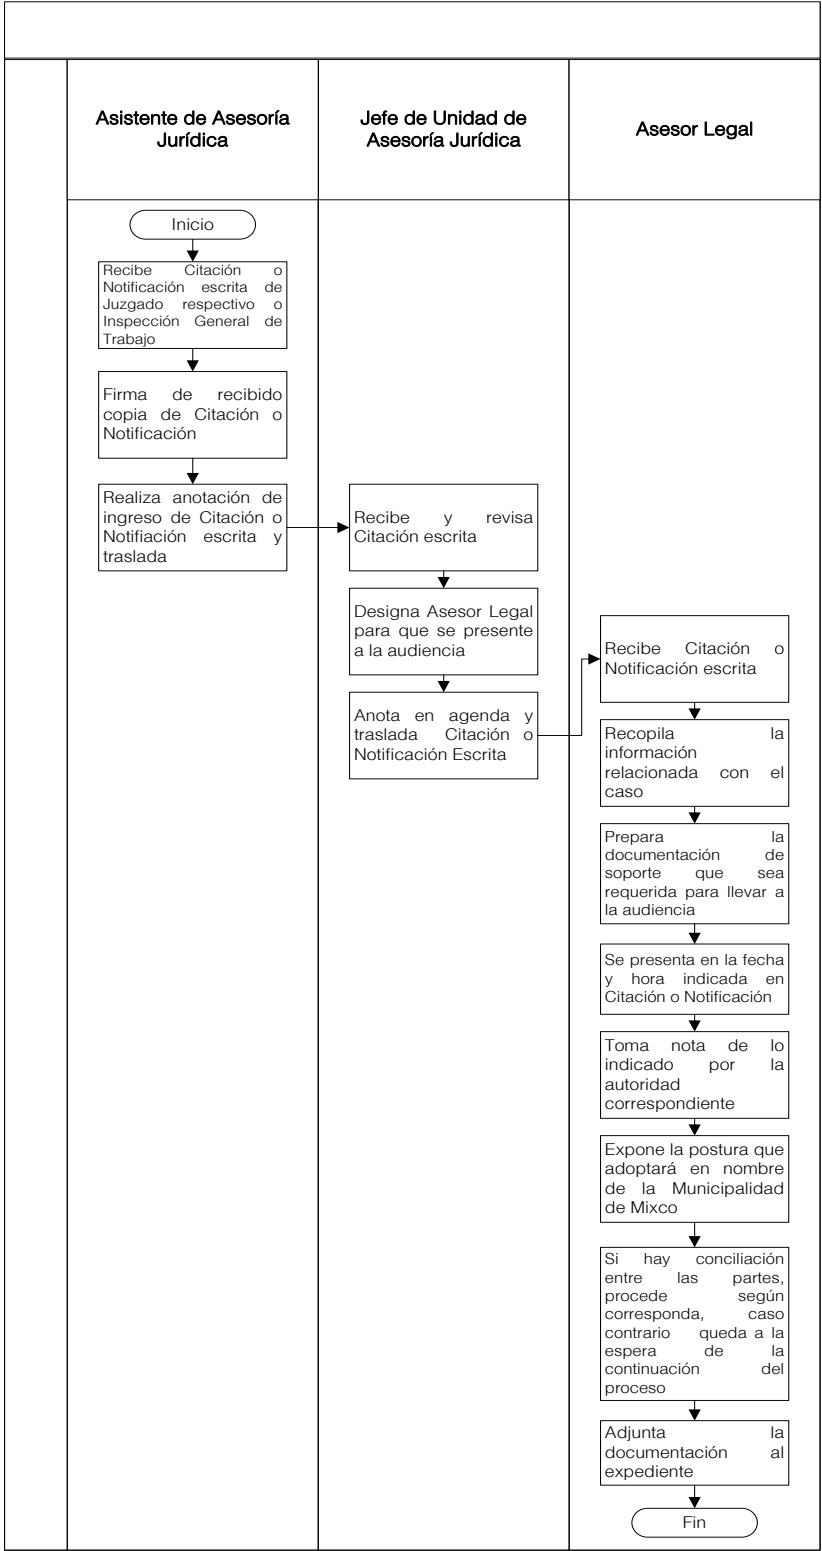 Asistente de Asesoría
Jurídica
Jefe de Unidad de
Asesoría Jurídica
Asesor Legal
Inicio
Recibe Citación o
Notificación escrita de
Juzgado respectivo o
Inspección General de
Trabajo
Firma de recibido
copia de Citación o
Notificación
Realiza anotación de
ingreso de Citación o
Notifiación escrita y
traslada
Recibe y revisa
Citación escrita
Designa Asesor Legal
para que se presente
a la audiencia
Anota en agenda y
traslada Citación o
Notificación Escrita
Recibe Citación o
Notificación escrita
Recopila la
información
relacionada con el
caso
Prepara la
documentación de
soporte que sea
requerida para llevar a
la audiencia
Se presenta en la fecha
y hora indicada en
Citación o Notificación
Toma nota de lo
indicado por la
autoridad
correspondiente
Expone la postura que
adoptará en nombre
de la Municipalidad
de Mixco
Si hay conciliación
entre las partes,
procede según
corresponda, caso
contrario queda a la
espera de la
continuación del
proceso
Adjunta la
documentación al
expediente
Fin